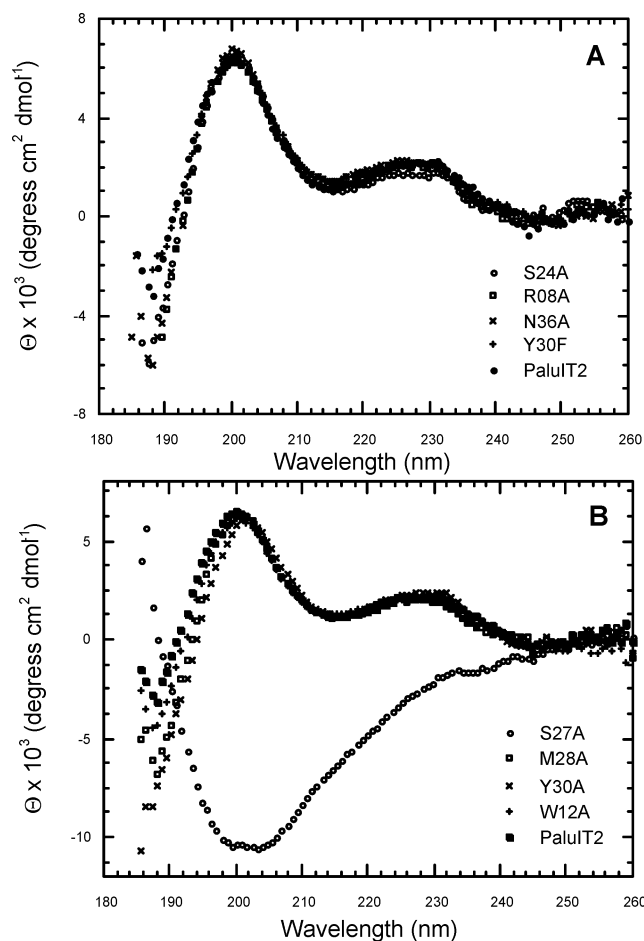 A
8
4
0
-4
-8
Θ x 10³ (degress cm² dmol⁻¹)
S24A
R08A
N36A
Y30F
PaluIT2
180 190 200 210 220 230 240 250 260
Wavelength (nm)
B
5
0
-5
-10
Θ x 10³ (degress cm² dmol⁻¹)
S27A
M28A
Y30A
W12A
PaluIT2
180 190 200 210 220 230 240 250 260
Wavelength (nm)